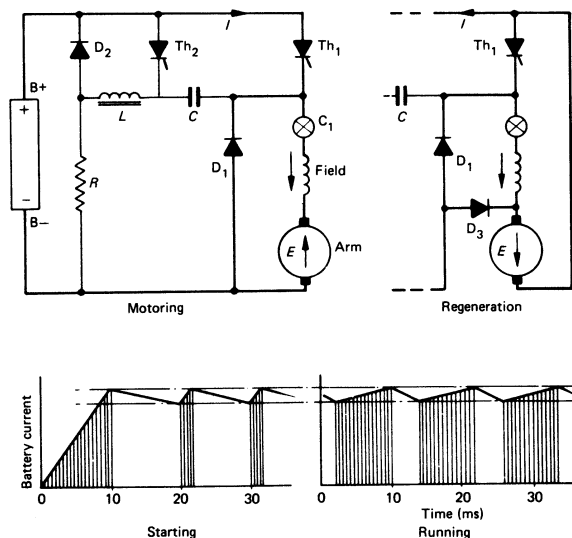 I
D2
Th2
Th1
B+
+
L
C
C1
R
D1
Field
−
B−
E
Arm
Motoring
I
Th1
C
D1
D3
E
Regeneration
Battery current
0 10 20 30
Starting
0 10 20 30
Time (ms)
Running